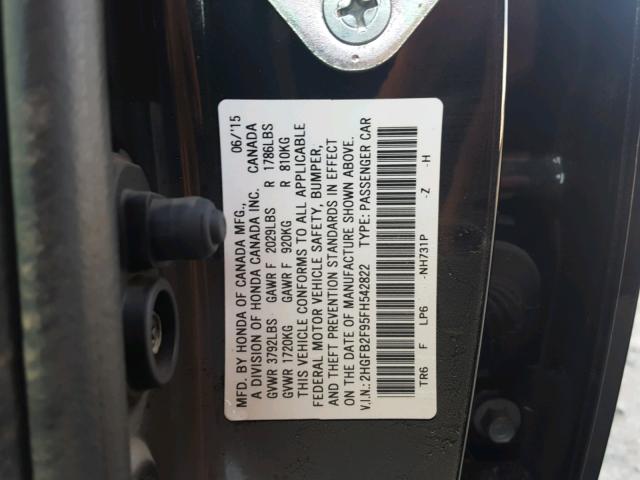 MFD. BY HONDA OF CANADA MFG., 06/'15
A DIVISION OF HONDA CANADA INC. CANADA
GVWR 3792LBS GAWR F 2029LBS R 1786LBS
GVWR 1720KG GAWR F 920KG R 810KG
THIS VEHICLE CONFORMS TO ALL APPLICABLE
FEDERAL MOTOR VEHICLE SAFETY, BUMPER,
AND THEFT PREVENTION STANDARDS IN EFFECT
ON THE DATE OF MANUFACTURE SHOWN ABOVE.
V.I.N.: 2HGFB2F95FH542822 TYPE: PASSENGER CAR
TR6 F LP6 -NH731P -Z -H